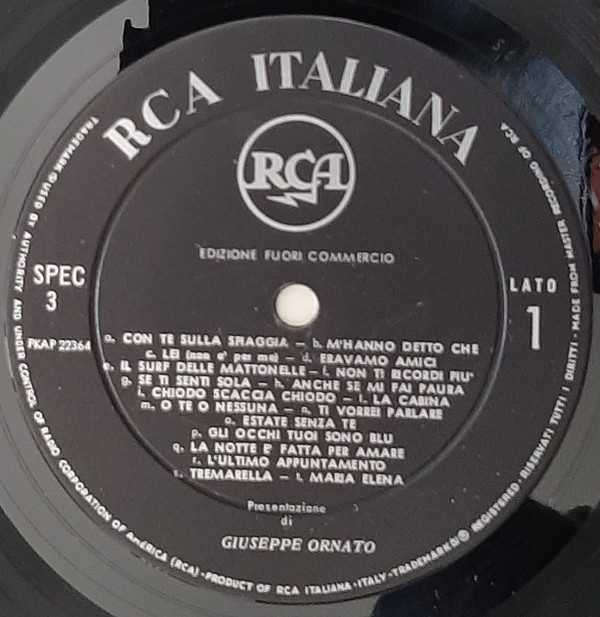 RCA ITALIANA
RCA
EDIZIONE FUORI COMMERCIO
SPEC
3
PKAP 22364
LATO
1
a. CON TE SULLA SPIAGGIA - b. M'HANNO DETTO CHE
c. LEI (non e' per me) - d. ERAVAMO AMICI
e. IL SURF DELLE MATTONELLE - f. NON TI RICORDI PIU'
g. SE TI SENTI SOLA - h. ANCHE SE MI FAI PAURA
i. CHIODO SCACCIA CHIODO - l. LA CABINA
m. O TE O NESSUNA - n. TI VORREI PARLARE
o. ESTATE SENZA TE
p. GLI OCCHI TUOI SONO BLU
q. LA NOTTE E' FATTA PER AMARE
r. L'ULTIMO APPUNTAMENTO
s. TREMARELLA - t. MARIA ELENA
Presentazione
di
GIUSEPPE ORNATO
TRADEMARK ® USED BY AUTHORITY AND UNDER CONTROL OF RADIO CORPORATION OF AMERICA (RCA) - PRODUCT OF RCA ITALIANA - ITALY - TRADEMARK(S) ® REGISTERED - RISERVATI TUTTI I DIRITTI - MADE FROM MASTER RECORDING OF RCA